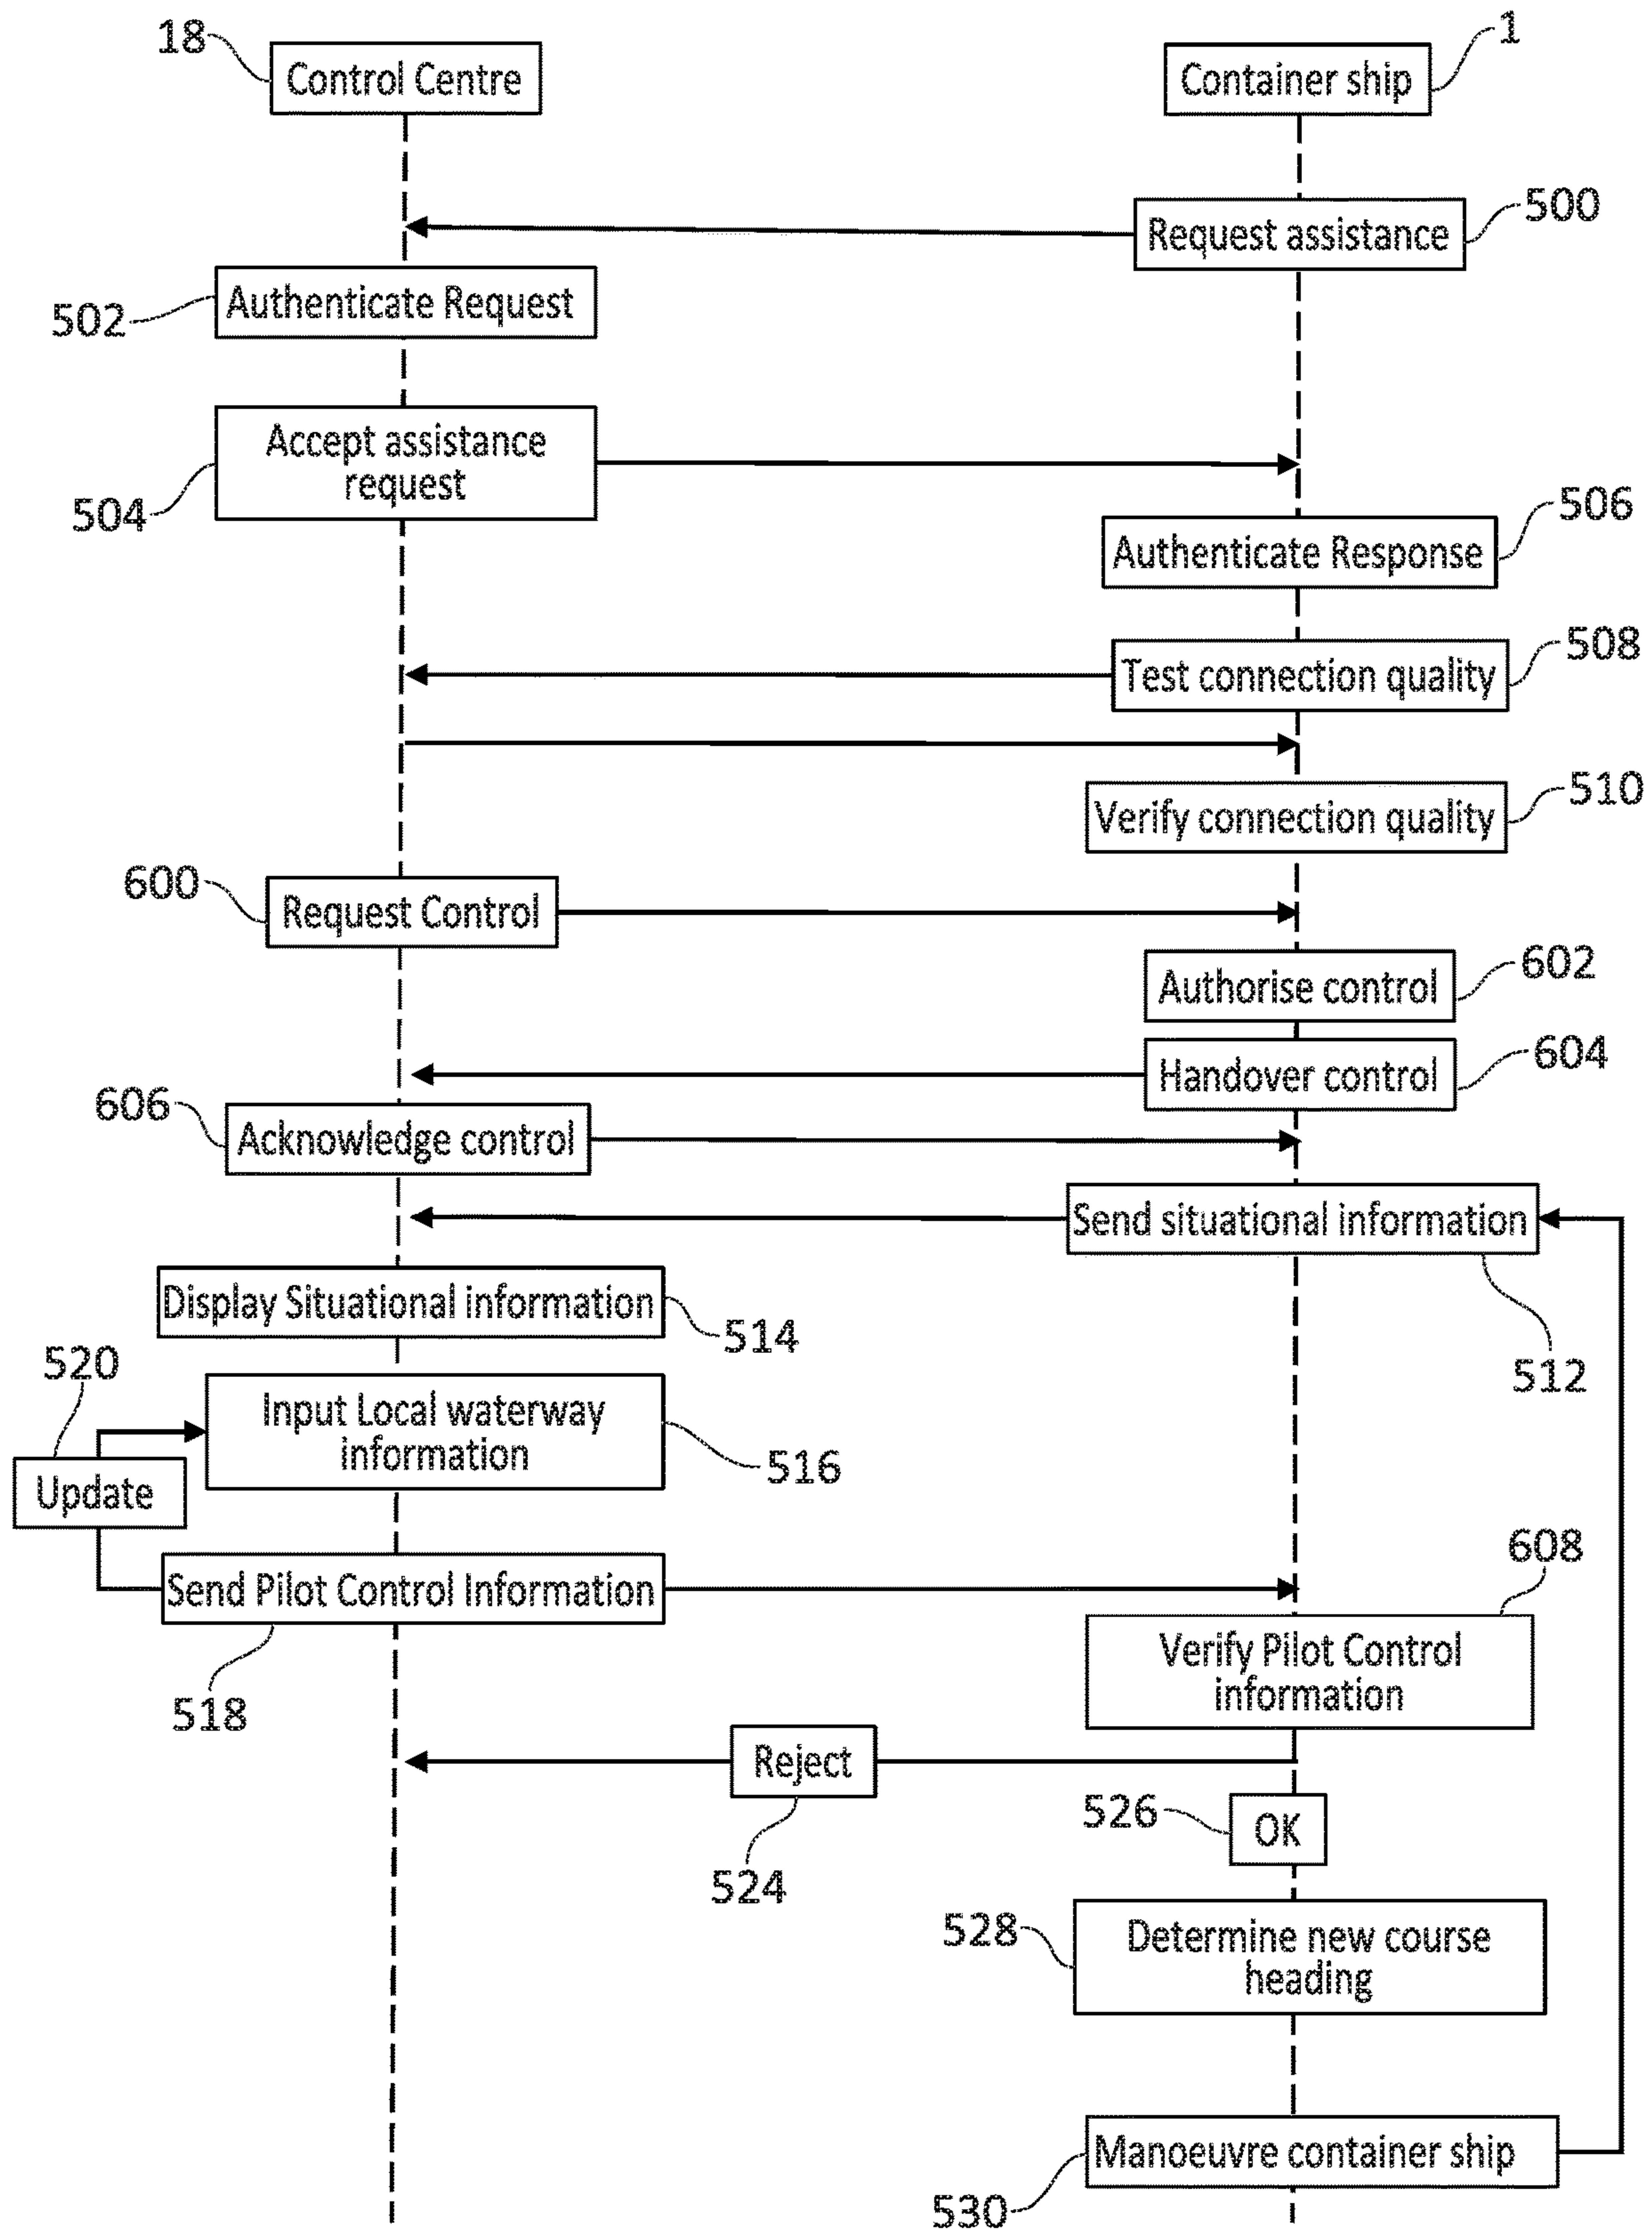 18
Control Centre
1
Container ship
500
Request assistance
502
Authenticate Request
504
Accept assistance
request
506
Authenticate Response
508
Test connection quality
510
Verify connection quality
600
Request Control
602
Authorise control
604
Handover control
606
Acknowledge control
Send situational information
512
Display Situational information
514
520
Update
Input Local waterway
information
516
Send Pilot Control Information
518
608
Verify Pilot Control
information
Reject
524
526
OK
528
Determine new course
heading
Manoeuvre container ship
530